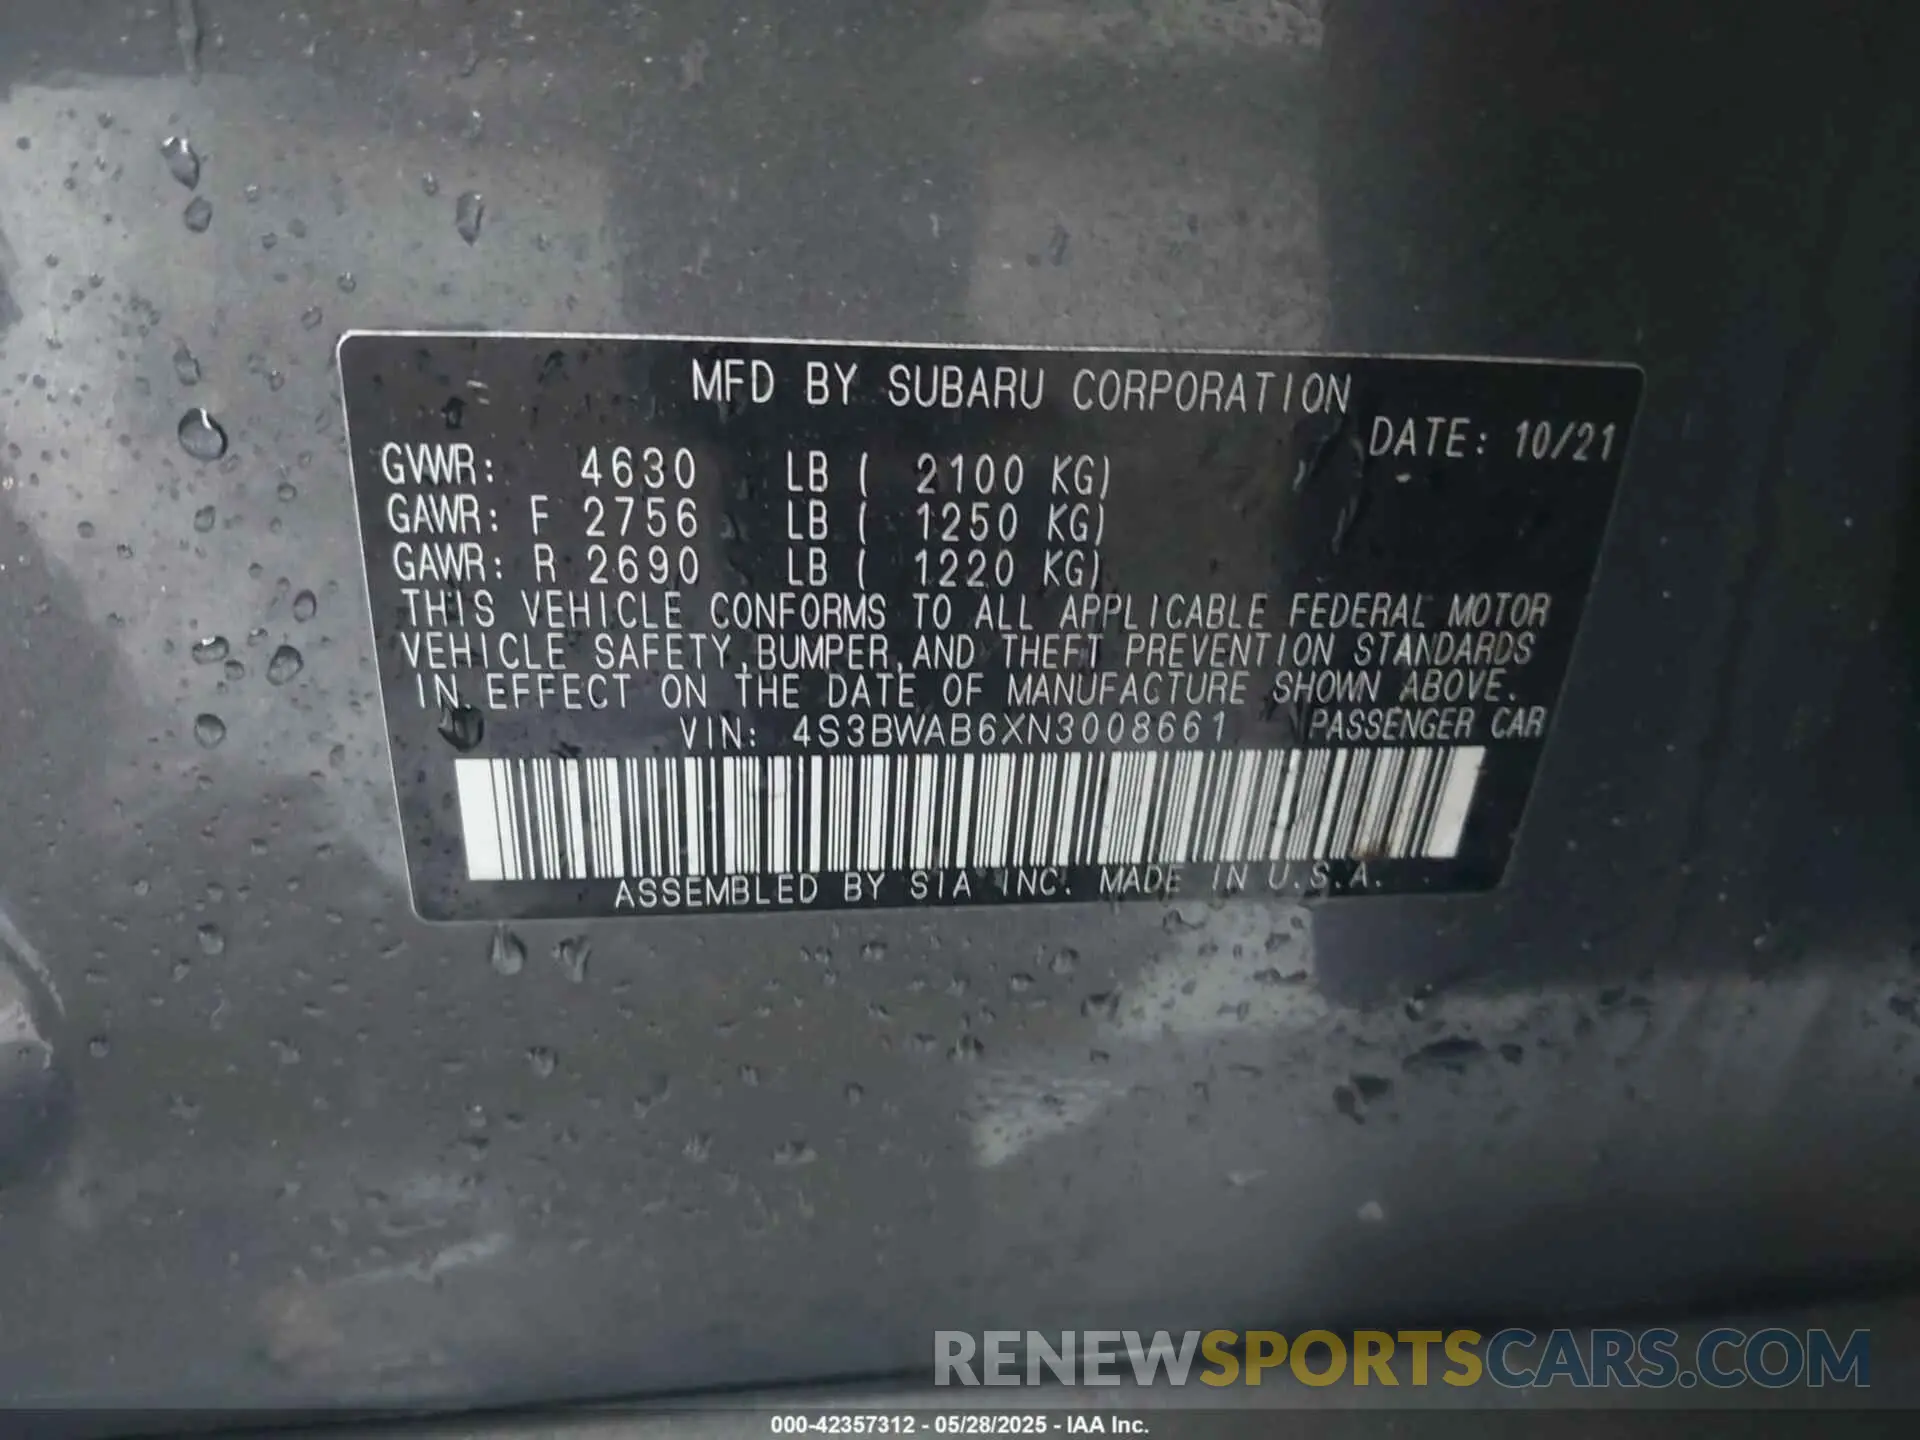 MFD BY SUBARU CORPORATION
DATE: 10/21
GVWR: 4630 LB ( 2100 KG)
GAWR: F 2756 LB ( 1250 KG)
GAWR: R 2690 LB ( 1220 KG)
THIS VEHICLE CONFORMS TO ALL APPLICABLE FEDERAL MOTOR
VEHICLE SAFETY,BUMPER,AND THEFT PREVENTION STANDARDS
IN EFFECT ON THE DATE OF MANUFACTURE SHOWN ABOVE.
VIN: 4S3BWAB6XN3008661 PASSENGER CAR
ASSEMBLED BY SIA INC. MADE IN U.S.A.
RENEWSPORTSCARS.COM
000-42357312 - 05/28/2025 - IAA Inc.